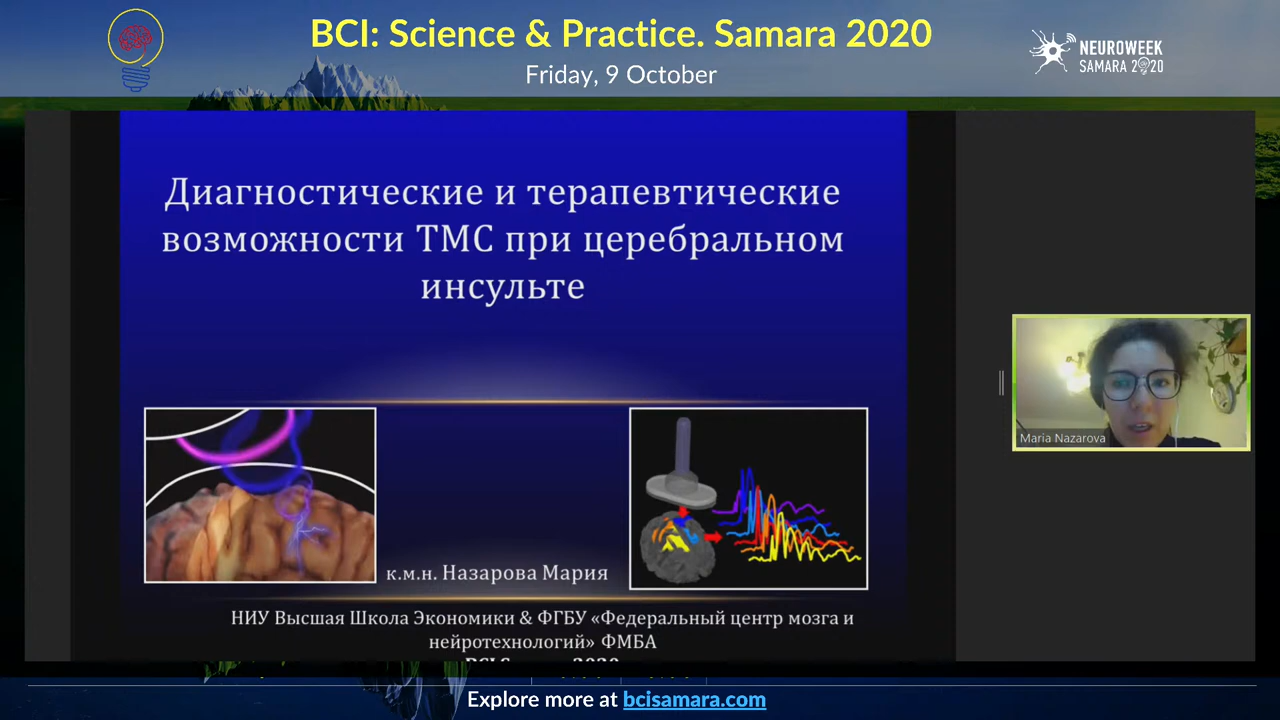 BCI: Science & Practice. Samara 2020
Friday, 9 October
NEUROWEEK
SAMARA 2020
Диагностические и терапевтические
возможности ТМС при церебральном
инсульте
Maria Nazarova
к.м.н. Назарова Мария
НИУ Высшая Школа Экономики & ФГБУ «Федеральный центр мозга и
нейротехнологий» ФМБА
Explore more at bcisamara.com